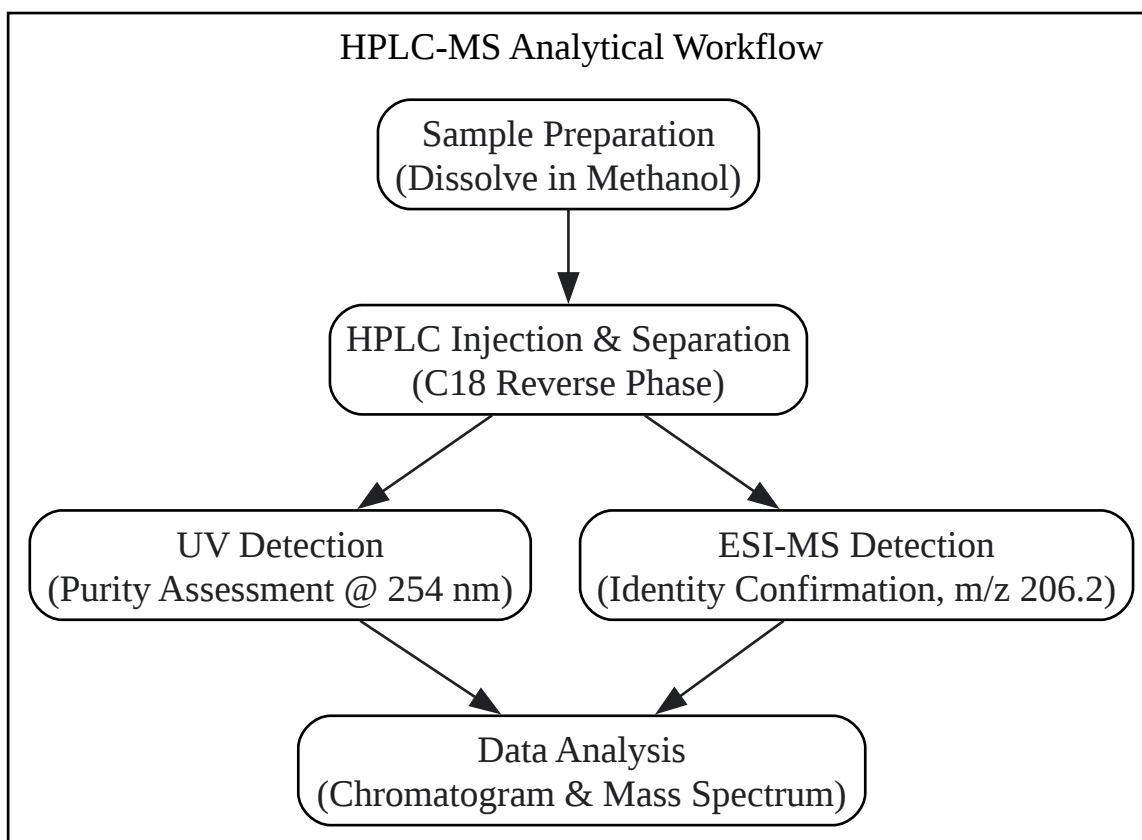 HPLC-MS Analytical Workflow
Sample Preparation
(Dissolve in Methanol)
HPLC Injection & Separation
(C18 Reverse Phase)
UV Detection
(Purity Assessment @ 254 nm)
ESI-MS Detection
(Identity Confirmation, m/z 206.2)
Data Analysis
(Chromatogram & Mass Spectrum)